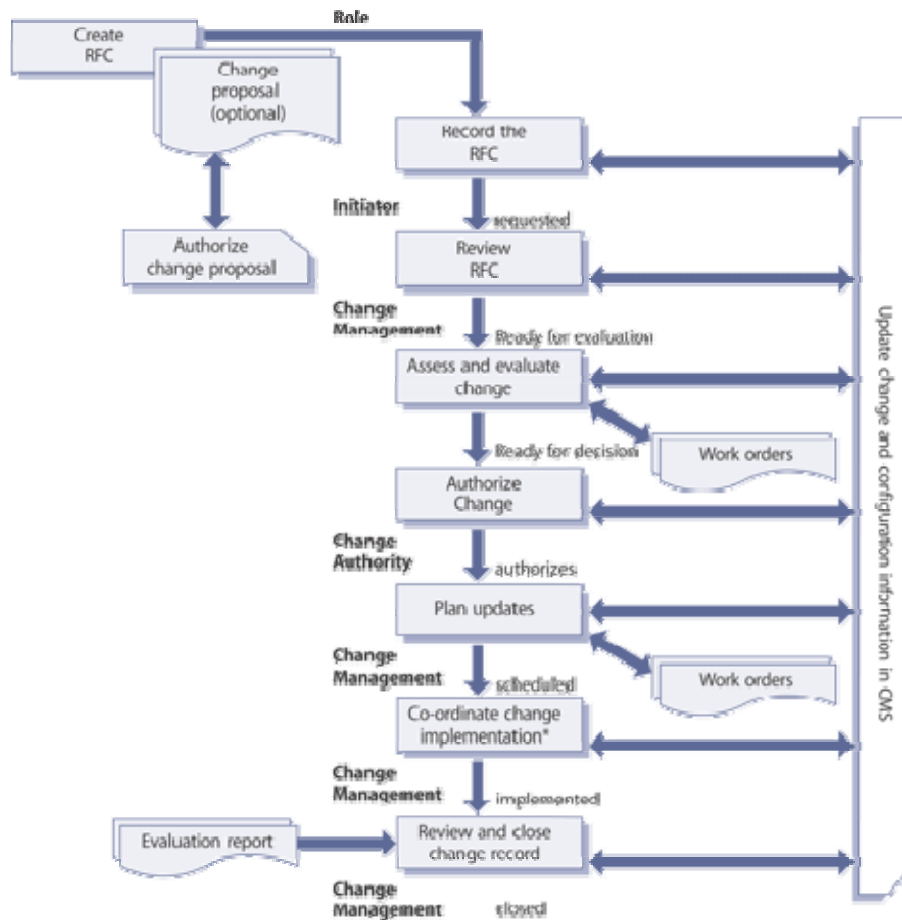 Role
Create
RFC
Change
proposal
(optional)
Record the
RFC
Initiator
requested
Authorize
change proposal
Review
RFC
Change
Management
Ready for evaluation
Assess and evaluate
change
Ready for decision
Work orders
Authorize
Change
Change
Authority
authorizes
Plan updates
Change
Management
scheduled
Work orders
Co-ordinate change
implementation*
Change
Management
implemented
Evaluation report
Review and close
change record
Change
Management
closed
Update change and configuration information in CMS